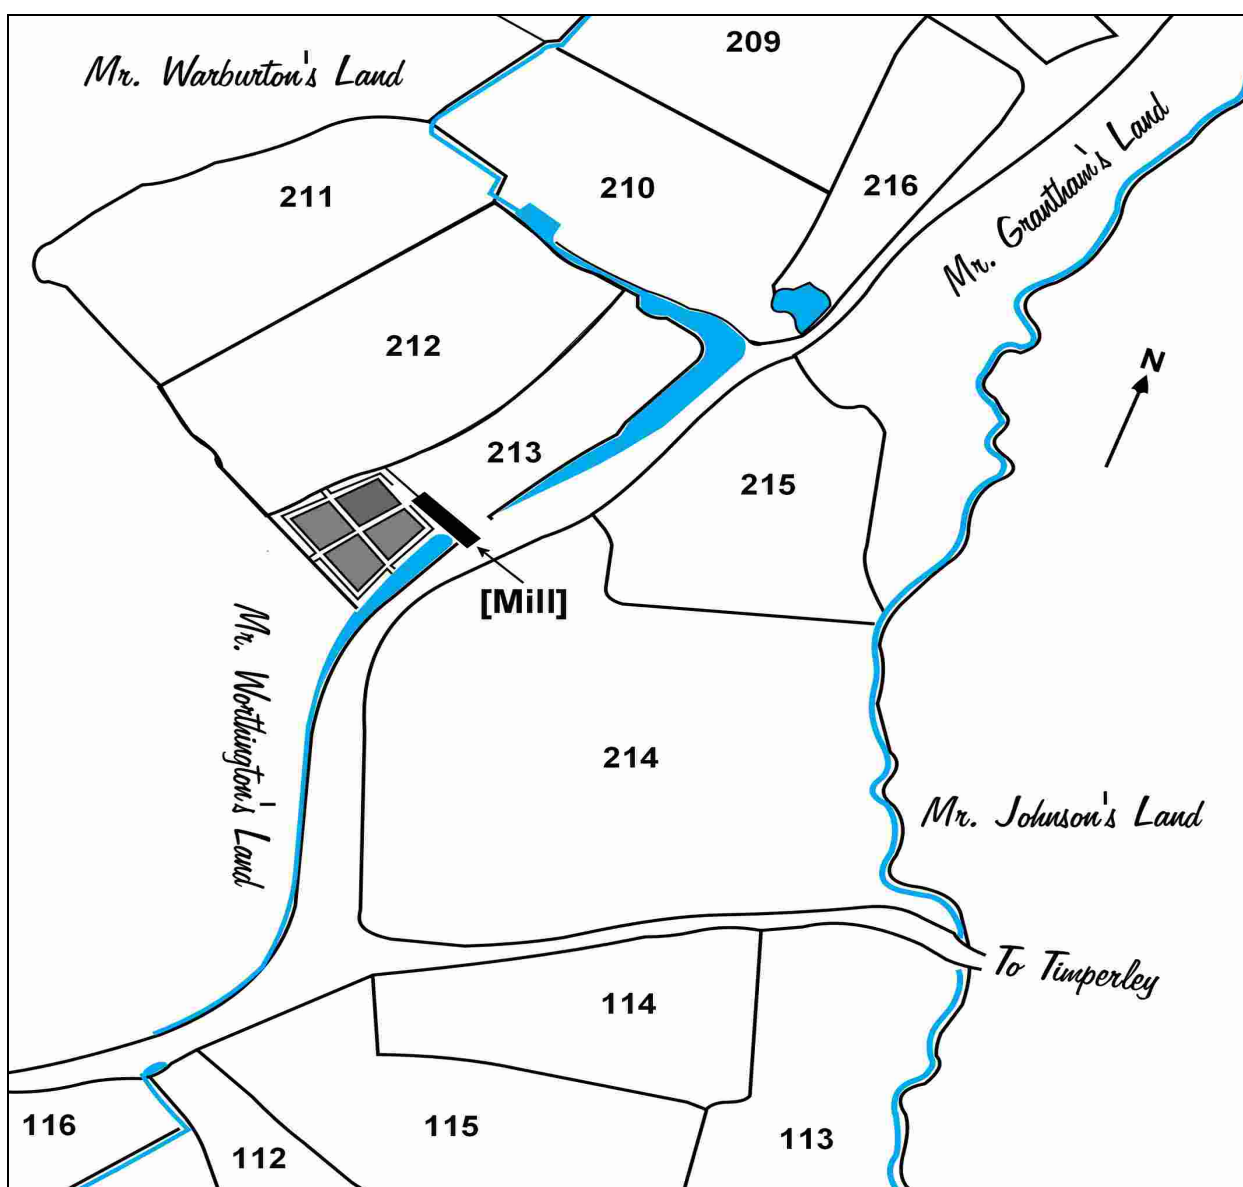 209
Mr. Warburton's Land
Mr. Grantham's Land
211
210
216
212
N
213
215
[Mill]
Mr. Worthington's Land
214
Mr. Johnson's Land
To Timperley
114
116
115
113
112